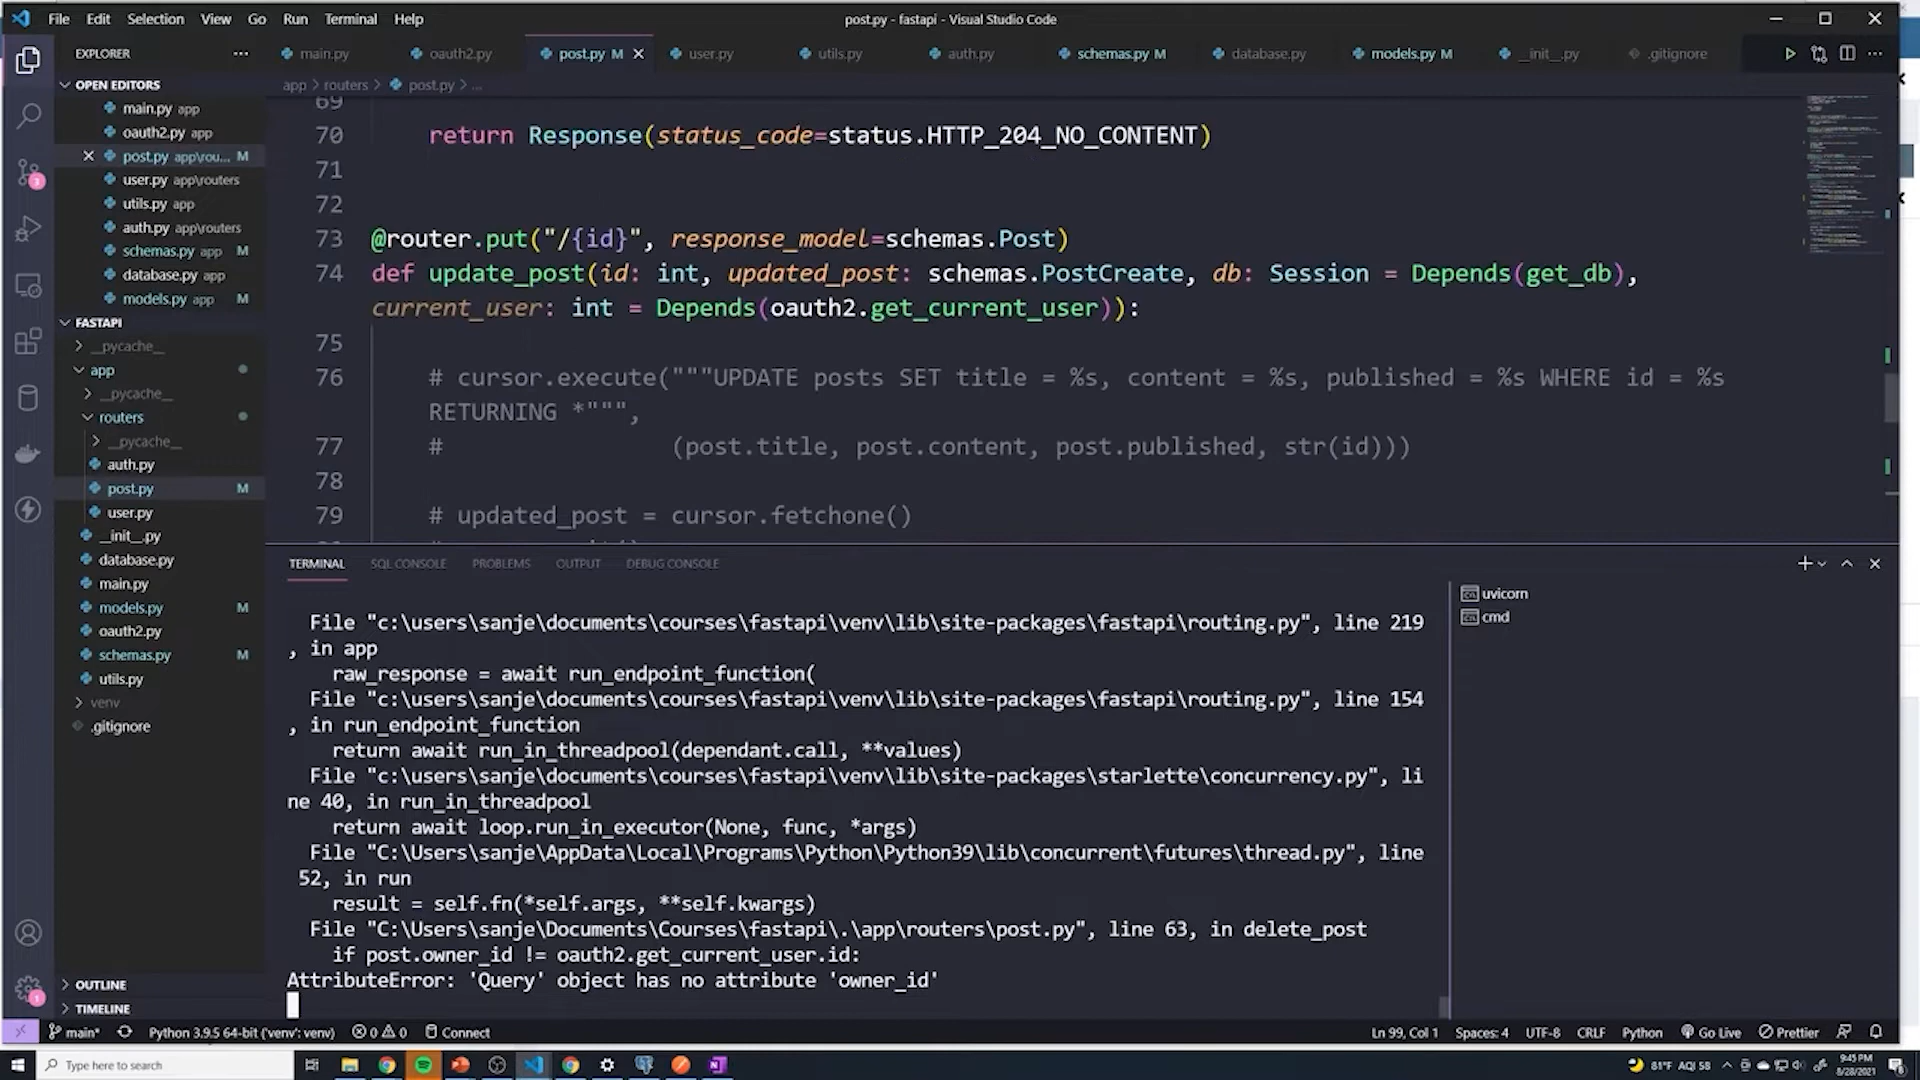 File Edit Selection View Go Run Terminal Help
post.py - fastapi - Visual Studio Code
EXPLORER
main.py oauth2.py post.py M user.py utils.py auth.py schemas.py M database.py models.py M __init__.py .gitignore
OPEN EDITORS
main.py app
oauth2.py app
post.py app\rou... M
user.py app\routers
utils.py app
auth.py app\routers
schemas.py app M
database.py app
models.py app M
FASTAPI
__pycache__
app
__pycache__
routers
__pycache__
auth.py
post.py M
user.py
__init__.py
database.py
main.py
models.py M
oauth2.py
schemas.py M
utils.py
venv
.gitignore
OUTLINE
TIMELINE
app > routers > post.py > ...
69
70 return Response(status_code=status.HTTP_204_NO_CONTENT)
71
72
73 @router.put("/{id}", response_model=schemas.Post)
74 def update_post(id: int, updated_post: schemas.PostCreate, db: Session = Depends(get_db),
current_user: int = Depends(oauth2.get_current_user)):
75
76 # cursor.execute("""UPDATE posts SET title = %s, content = %s, published = %s WHERE id = %s
RETURNING *""",
77 # (post.title, post.content, post.published, str(id)))
78
79 # updated_post = cursor.fetchone()
TERMINAL SQL CONSOLE PROBLEMS OUTPUT DEBUG CONSOLE
File "c:\users\sanje\documents\courses\fastapi\venv\lib\site-packages\fastapi\routing.py", line 219
, in app
raw_response = await run_endpoint_function(
File "c:\users\sanje\documents\courses\fastapi\venv\lib\site-packages\fastapi\routing.py", line 154
, in run_endpoint_function
return await run_in_threadpool(dependant.call, **values)
File "c:\users\sanje\documents\courses\fastapi\venv\lib\site-packages\starlette\concurrency.py", li
ne 40, in run_in_threadpool
return await loop.run_in_executor(None, func, *args)
File "C:\Users\sanje\AppData\Local\Programs\Python\Python39\lib\concurrent\futures\thread.py", line
52, in run
result = self.fn(*self.args, **self.kwargs)
File "C:\Users\sanje\Documents\Courses\fastapi\.\app\routers\post.py", line 63, in delete_post
if post.owner_id != oauth2.get_current_user.id:
AttributeError: 'Query' object has no attribute 'owner_id'
uvicorn
cmd
main* Python 3.9.5 64-bit ('venv': venv) 0 0 Connect
Ln 99, Col 1 Spaces: 4 UTF-8 CRLF Python Go Live Prettier
Type here to search
81°F AQI 58
9:45 PM
8/28/2021